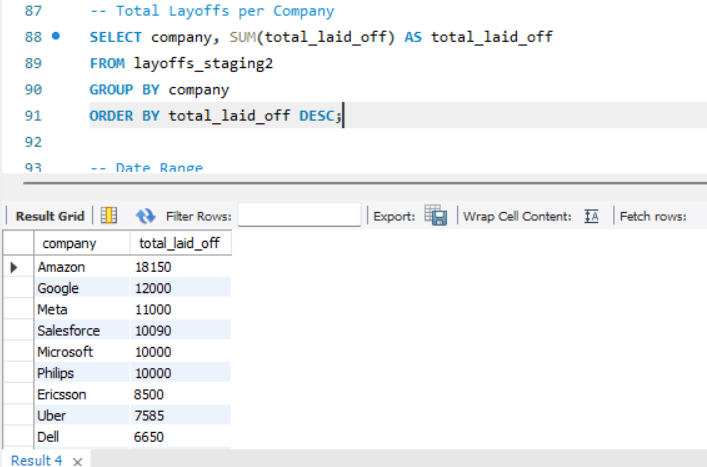 87 -- Total Layoffs per Company
88 SELECT company, SUM(total_laid_off) AS total_laid_off
89 FROM layoffs_staging2
90 GROUP BY company
91 ORDER BY total_laid_off DESC;
92
93 -- Date Range
Result Grid Filter Rows: Export: Wrap Cell Content: IA Fetch rows:
company total_laid_off
Amazon 18150
Google 12000
Meta 11000
Salesforce 10090
Microsoft 10000
Philips 10000
Ericsson 8500
Uber 7585
Dell 6650
Result 4 ×